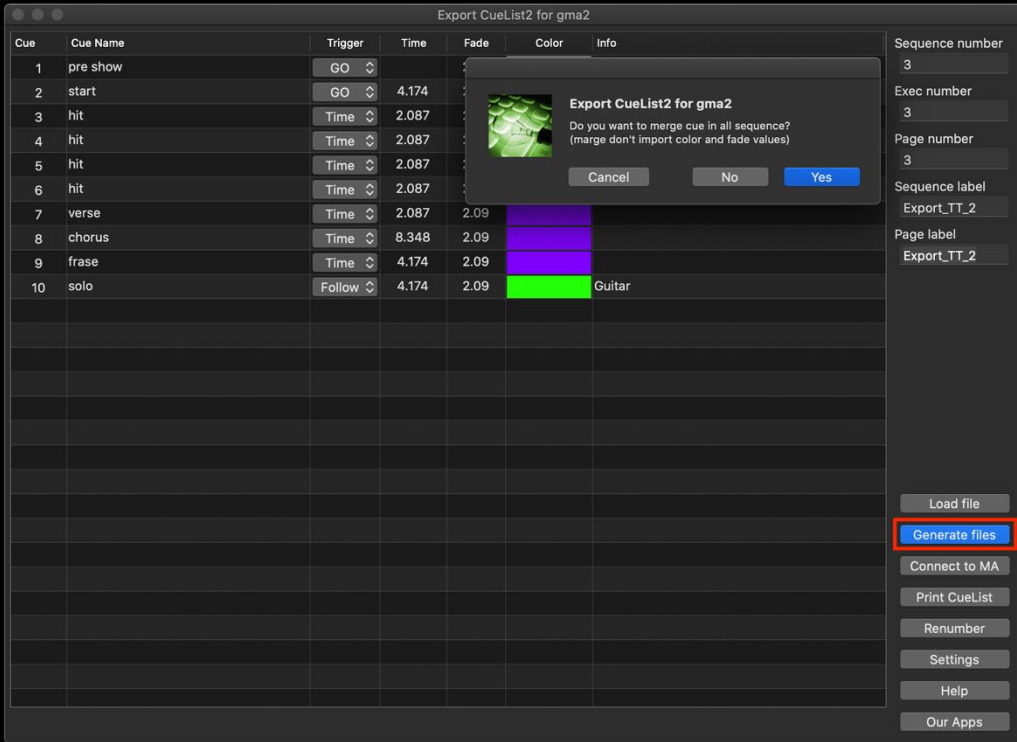 Export CueList2 for gma2
Cue Cue Name Trigger Time Fade Color Info
1 pre show GO
2 start GO 4.174
3 hit Time 2.087
4 hit Time 2.087
5 hit Time 2.087
6 hit Time 2.087
7 verse Time 2.087 2.09
8 chorus Time 8.348 2.09
9 frase Time 4.174 2.09
10 solo Follow 4.174 2.09 Guitar
Export CueList2 for gma2
Do you want to merge cue in all sequence?
(marge don't import color and fade values)
Cancel No Yes
Sequence number
3
Exec number
3
Page number
3
Sequence label
Export_TT_2
Page label
Export_TT_2
Load file
Generate files
Connect to MA
Print CueList
Renumber
Settings
Help
Our Apps